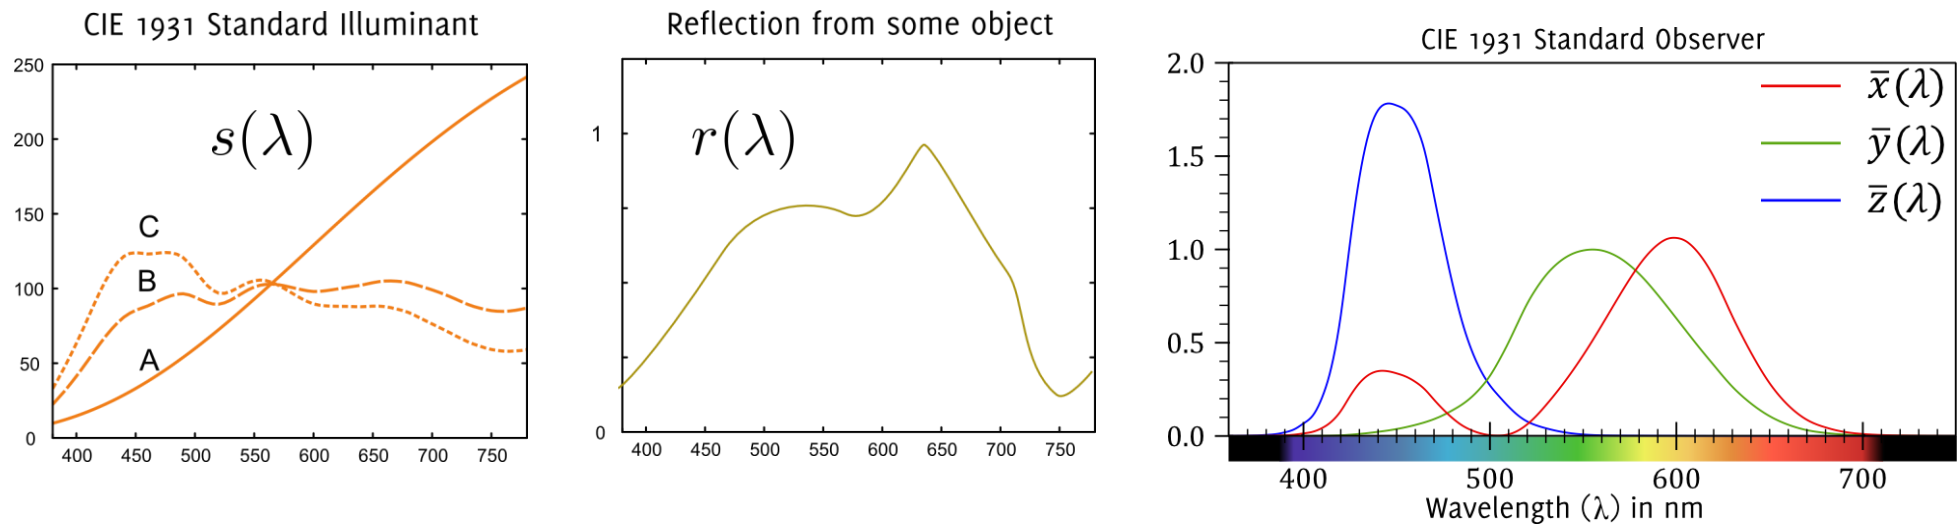 CIE 1931 Standard Illuminant
250
200
150
100
50
0
s(λ)
C
B
A
400 450 500 550 600 650 700 750
Reflection from some object
1
0
r(λ)
400 450 500 550 600 650 700 750
CIE 1931 Standard Observer
2.0
1.5
1.0
0.5
0.0
x̅(λ)
y̅(λ)
z̅(λ)
400 500 600 700
Wavelength (λ) in nm